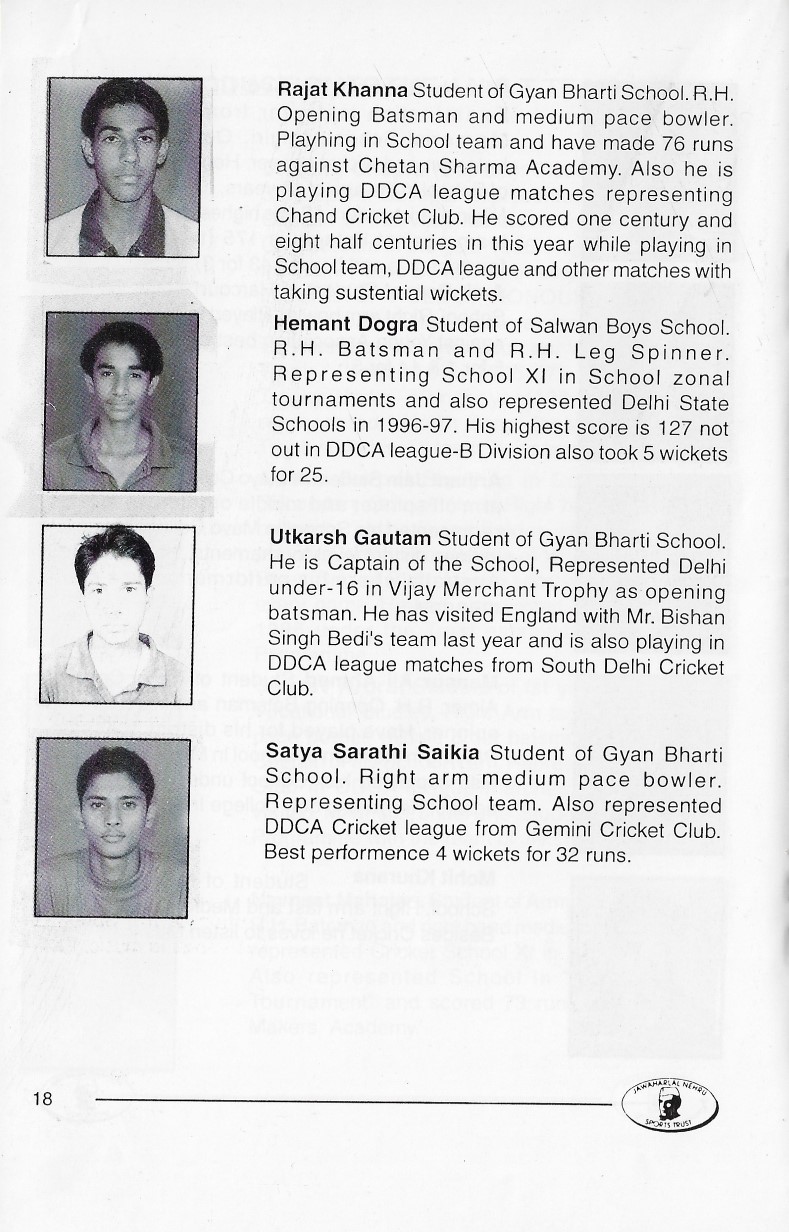 Rajat Khanna Student of Gyan Bharti School. R.H.
Opening Batsman and medium pace bowler.
Playhing in School team and have made 76 runs
against Chetan Sharma Academy. Also he is
playing DDCA league matches representing
Chand Cricket Club. He scored one century and
eight half centuries in this year while playing in
School team, DDCA league and other matches with
taking sustential wickets.
Hemant Dogra Student of Salwan Boys School.
R.H. Batsman and R.H. Leg Spinner.
Representing School XI in School zonal
tournaments and also represented Delhi State
Schools in 1996-97. His highest score is 127 not
out in DDCA league-B Division also took 5 wickets
for 25.
Utkarsh Gautam Student of Gyan Bharti School.
He is Captain of the School, Represented Delhi
under-16 in Vijay Merchant Trophy as opening
batsman. He has visited England with Mr. Bishan
Singh Bedi's team last year and is also playing in
DDCA league matches from South Delhi Cricket
Club.
Satya Sarathi Saikia Student of Gyan Bharti
School. Right arm medium pace bowler.
Representing School team. Also represented
DDCA Cricket league from Gemini Cricket Club.
Best performence 4 wickets for 32 runs.
18
JAWAHARLAL NEHRU
SPORTS TRUST